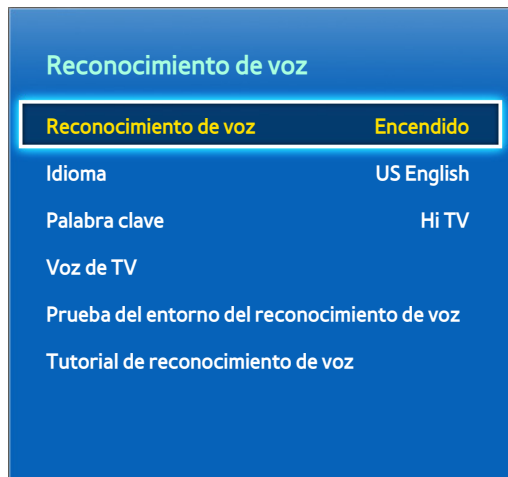 Reconocimiento de voz
Reconocimiento de voz Encendido
Idioma US English
Palabra clave Hi TV
Voz de TV
Prueba del entorno del reconocimiento de voz
Tutorial de reconocimiento de voz